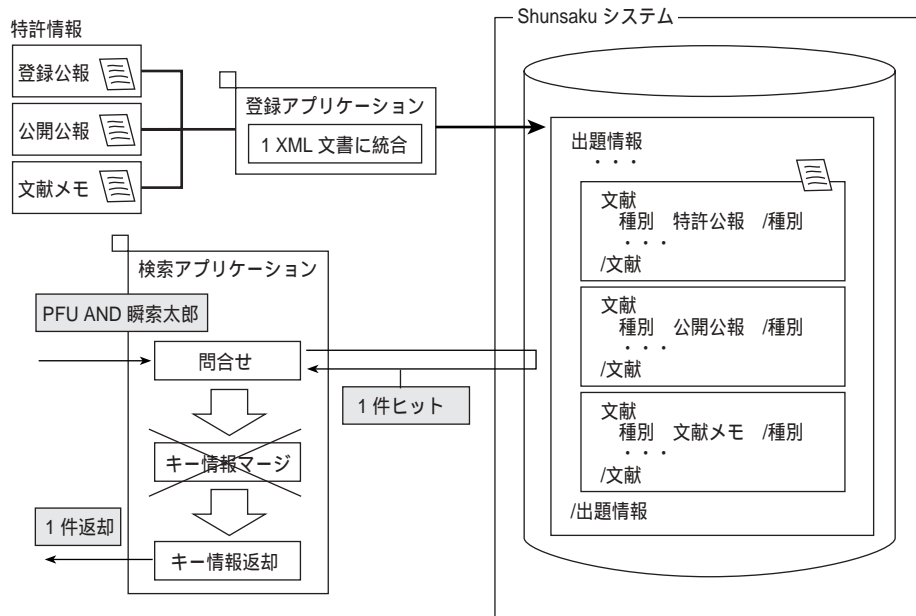 特許情報
登録公報
公開公報
文献メモ
登録アプリケーション
1 XML 文書に統合
Shunsaku システム
出題情報
・・・
文献
種別　特許公報　/種別
・・・
/文献
文献
種別　公開公報　/種別
・・・
/文献
文献
種別　文献メモ　/種別
・・・
/文献
/出題情報
検索アプリケーション
PFU AND 瞬索太郎
問合せ
1 件ヒット
キー情報マージ
1 件返却
キー情報返却